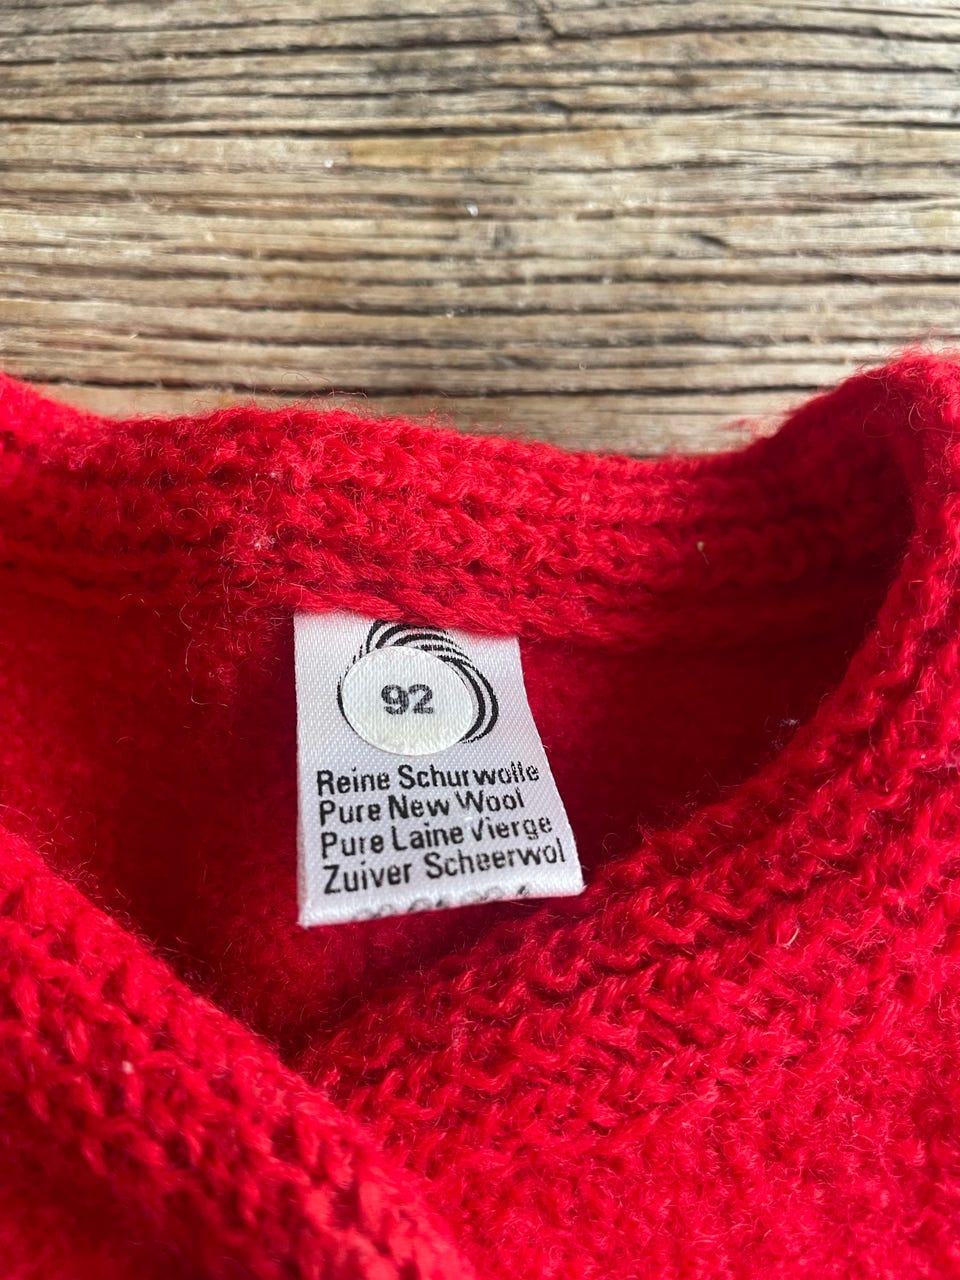 92
Reine Schurwolle
Pure New Wool
Pure Laine Vierge
Zuiver Scheerwol